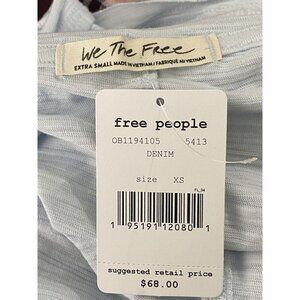 We The Free
EXTRA SMALL MADE IN VIETNAM / FABRIQUE AU VIETNAM
free people
OB1194105 5413
DENIM
size XS
1 95191 12080 1
suggested retail price
$68.00